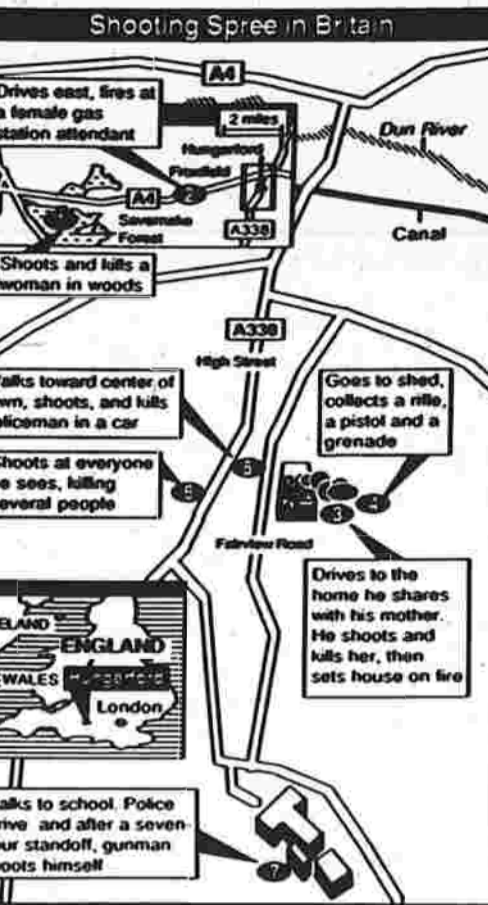 Shooting Spree in Britain
A4
Drives east, fires at
a female gas
station attendant
2 miles
Dun River
Hungerford
Froxfield
A4
Savernake
Forest
A338
Canal
Shoots and kills a
woman in woods
A338
High Street
alks toward center of
wn, shoots, and kills
oliceman in a car
Goes to shed,
collects a rifle,
a pistol and a
grenade
Shoots at everyone
e sees, killing
several people
6
5
4
3
Fairview Road
Drives to the
home he shares
with his mother.
He shoots and
kills her, then
sets house on fire
ELAND
ENGLAND
WALES
Hungerford
London
alks to school. Police
rive and after a seven-
our standoff, gunman
oots himself
7